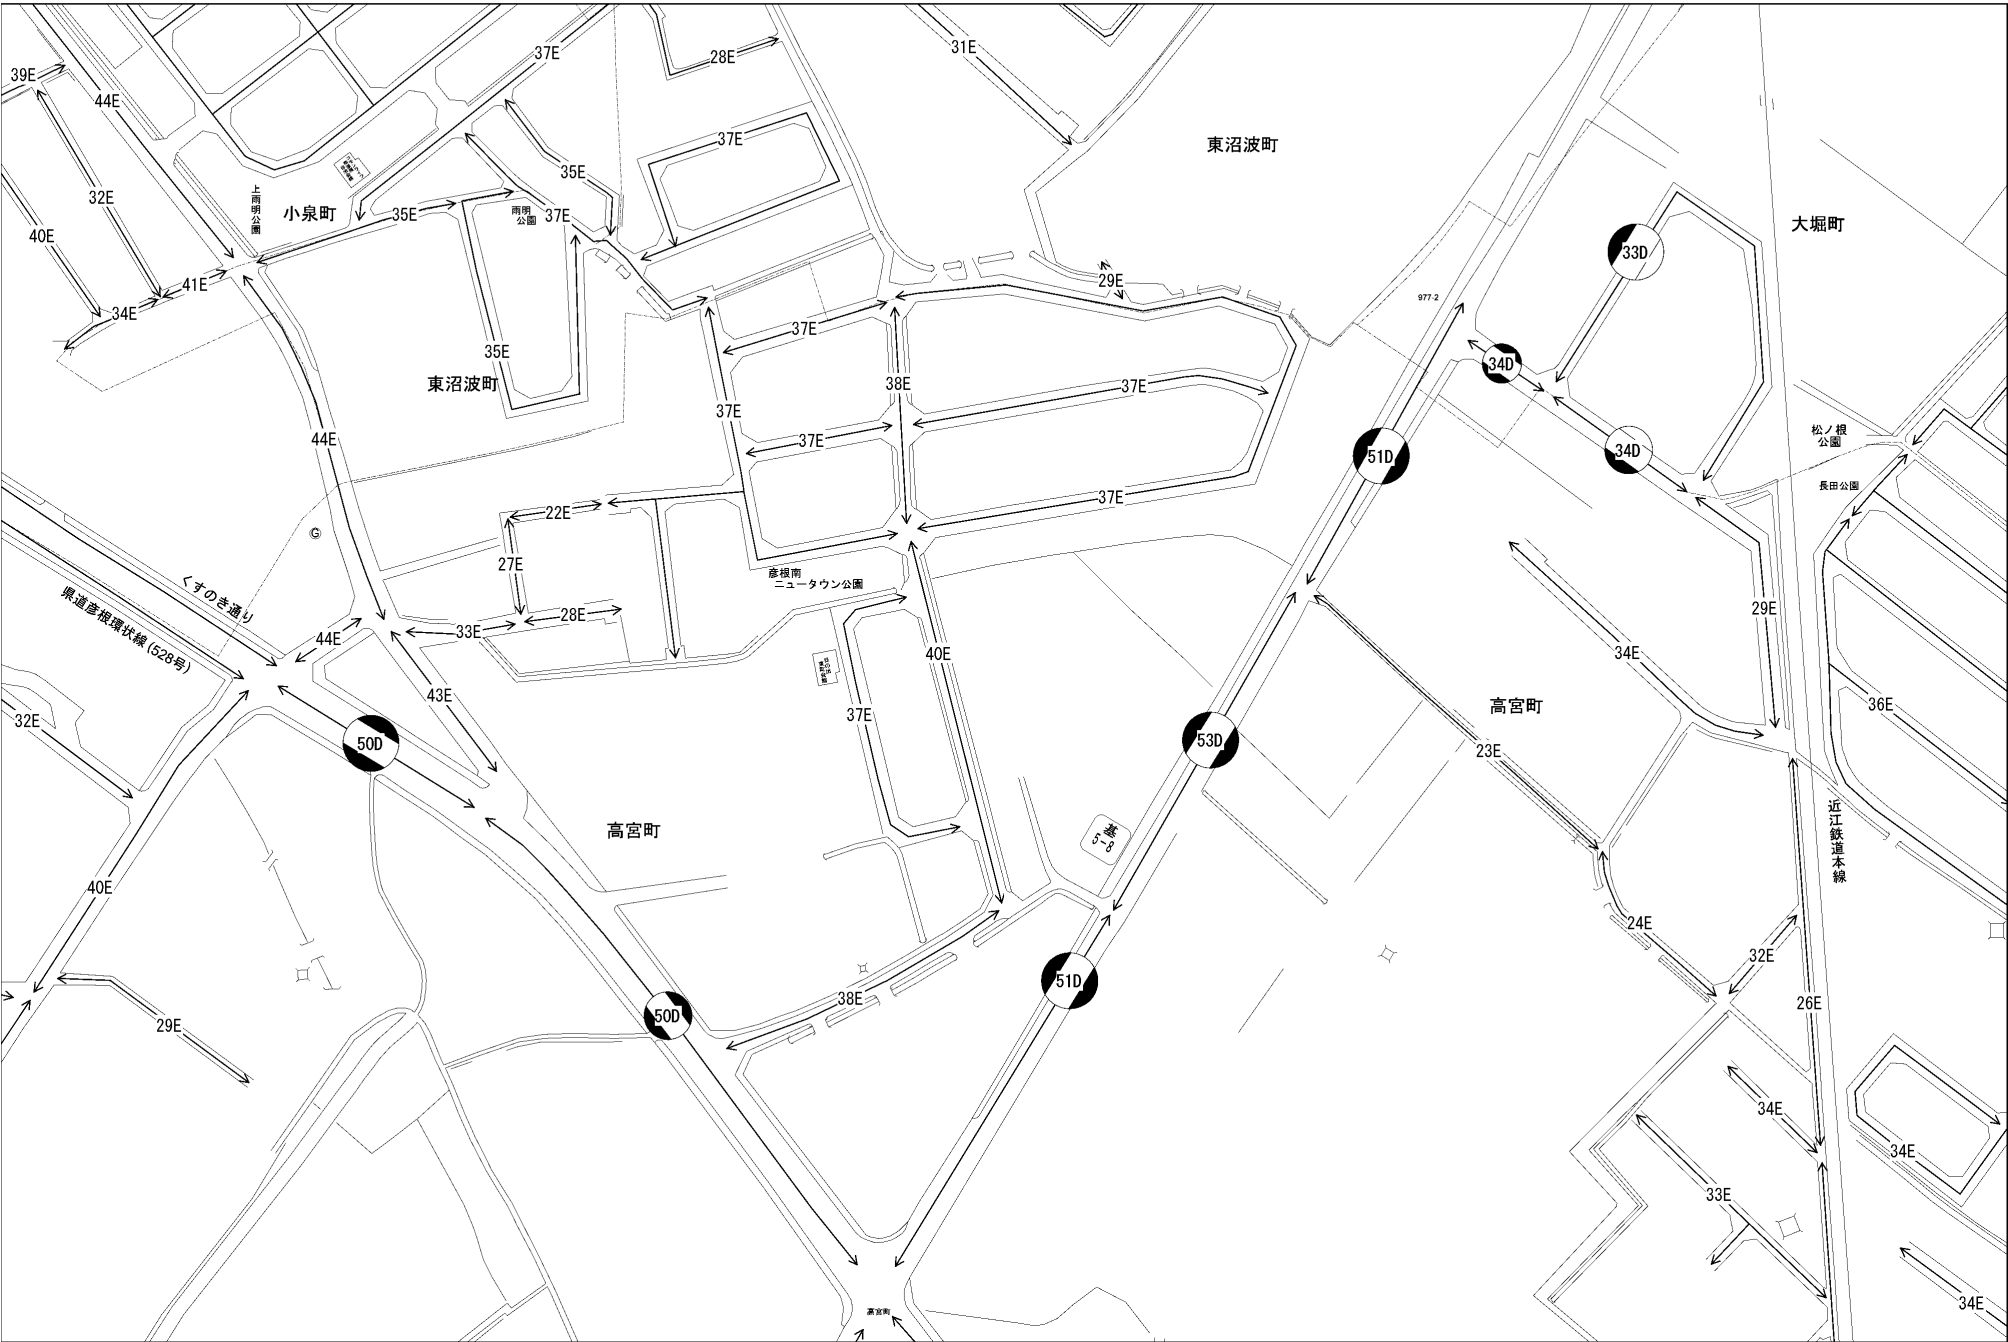 37E
28E
31E
39E
44E
東沼波町
37E
35E
32E
上雨明公園
小泉町
35E
雨明
公園
37E
40E
大堀町
33D
41E
29E
34E
977-2
37E
35E
34D
東沼波町
38E
37E
37E
44E
37E
松ノ根
公園
51D
34D
長田公園
37E
22E
G
27E
彦根南
ニュータウン公園
くすのき通り
県道彦根環状線(528号)
28E
29E
33E
44E
40E
34E
43E
高宮町
36E
32E
37E
50D
53D
23E
高宮町
基
5-8
近江鉄道本線
40E
24E
32E
51D
38E
26E
50D
29E
34E
34E
33E
34E
高宮町